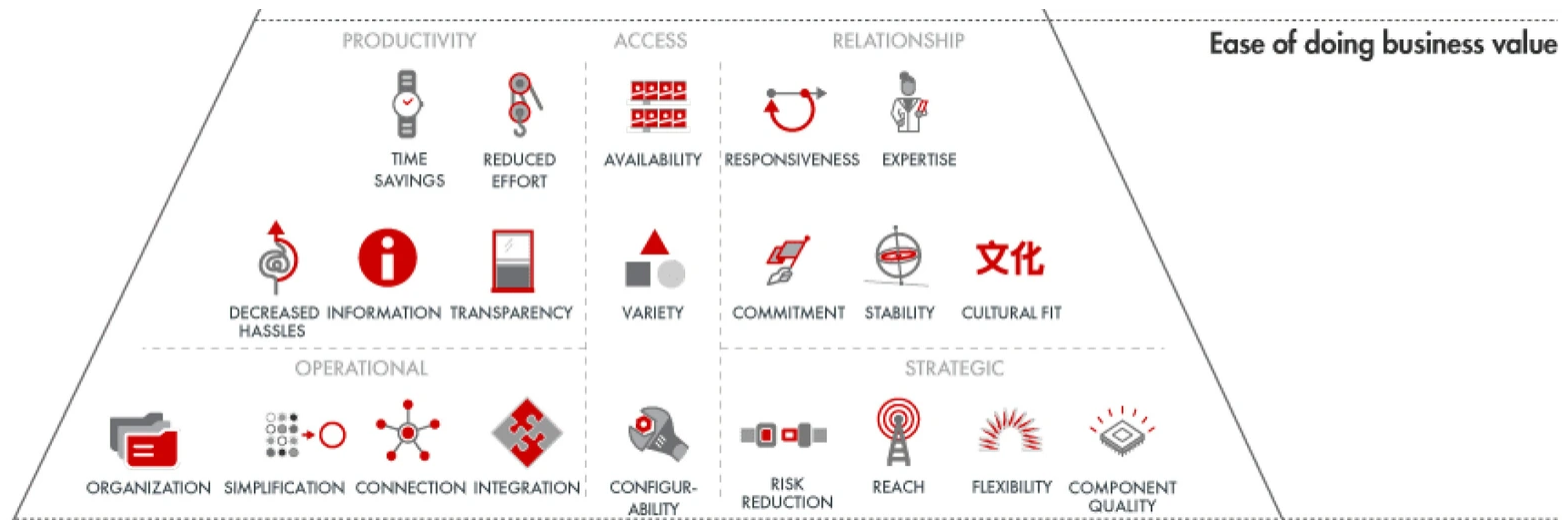 PRODUCTIVITY
ACCESS
RELATIONSHIP
Ease of doing business value
TIME
SAVINGS
REDUCED
EFFORT
AVAILABILITY
RESPONSIVENESS
EXPERTISE
DECREASED
HASSLES
INFORMATION
TRANSPARENCY
VARIETY
COMMITMENT
STABILITY
文化
CULTURAL FIT
OPERATIONAL
STRATEGIC
ORGANIZATION
SIMPLIFICATION
CONNECTION
INTEGRATION
CONFIGUR-
ABILITY
RISK
REDUCTION
REACH
FLEXIBILITY
COMPONENT
QUALITY